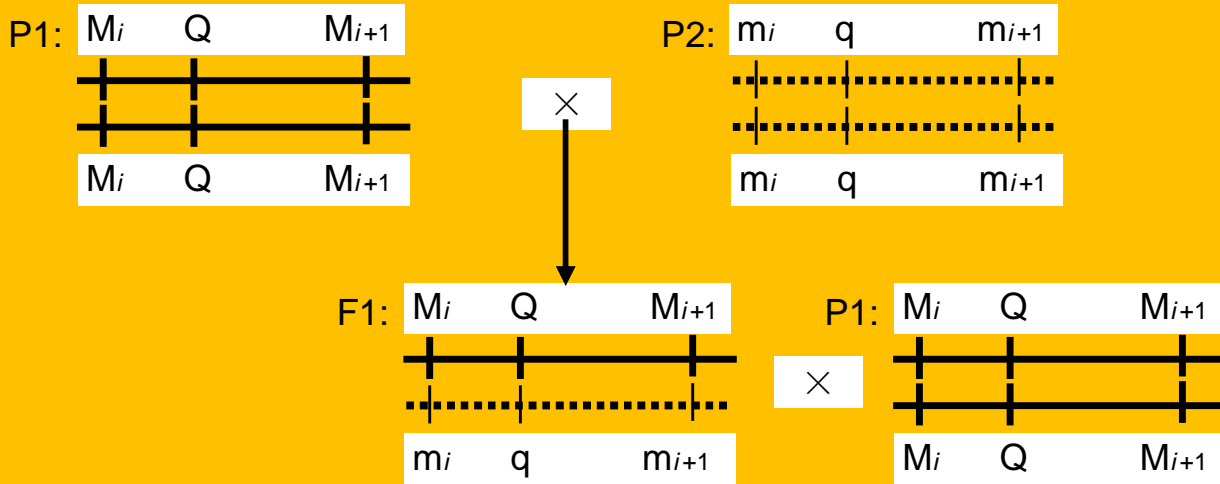 P1: Mi Q Mi+1 P2: mi q mi+1
×
Mi Q Mi+1 mi q mi+1
F1: Mi Q Mi+1 P1: Mi Q Mi+1
×
mi q mi+1 Mi Q Mi+1